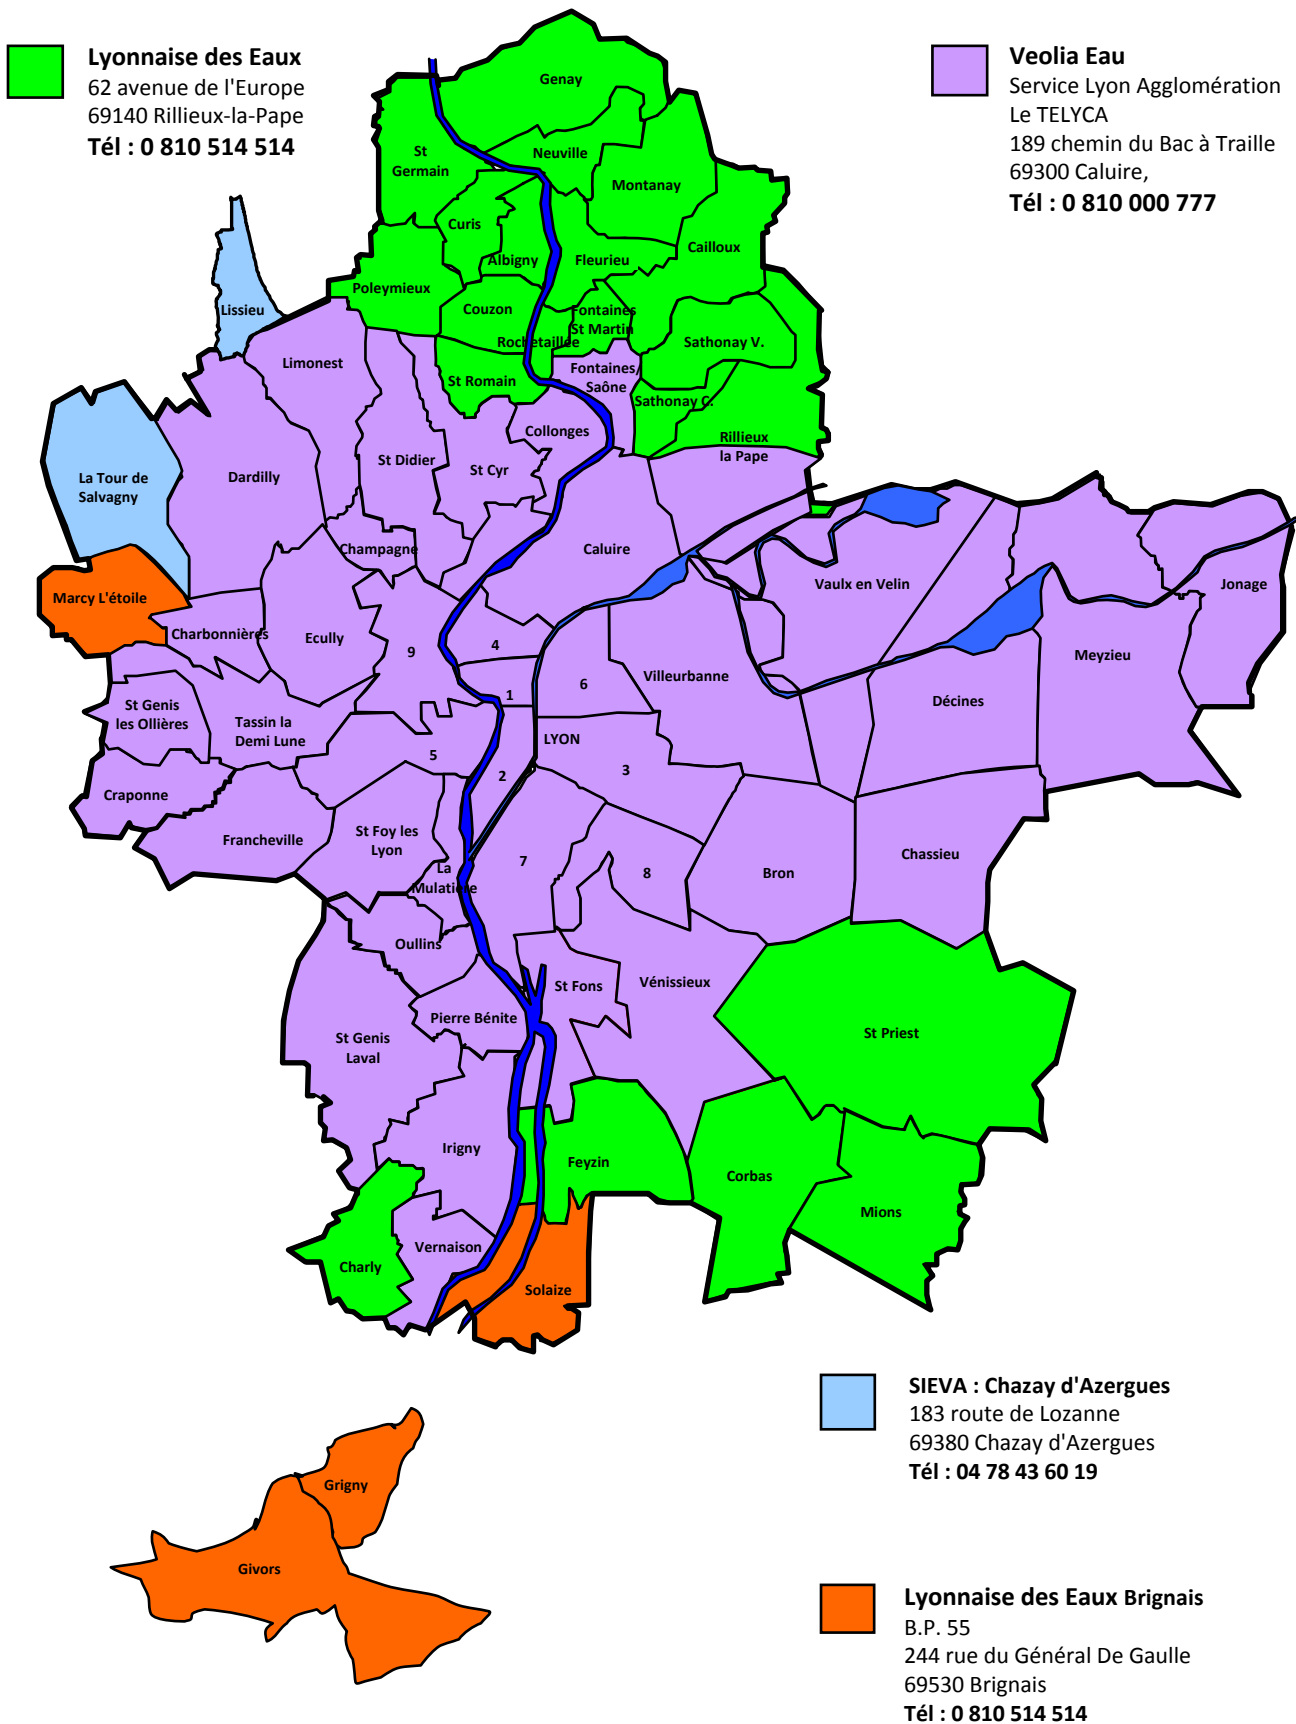 Lyonnaise des Eaux
62 avenue de l'Europe
69140 Rillieux-la-Pape
Tél : 0 810 514 514
Veolia Eau
Service Lyon Agglomération
Le TELYCA
189 chemin du Bac à Traille
69300 Caluire,
Tél : 0 810 000 777
Genay
St
Germain
Neuville
Montanay
Curis
Albigny
Fleurieu
Cailloux
Poleymieux
Couzon
Fontaines
St Martin
Rochetaillée
Sathonay V.
Lissieu
Limonest
St Romain
Fontaines/
Saône
Sathonay C.
Rillieux
la Pape
Collonges
St Didier
St Cyr
Dardilly
La Tour de
Salvagny
Champagne
Caluire
Vaulx en Velin
Jonage
Marcy L'étoile
Charbonnières
Ecully
9
4
Meyzieu
Villeurbanne
6
1
Décines
St Genis
les Ollières
Tassin la
Demi Lune
LYON
5
2
3
Craponne
Francheville
St Foy les
Lyon
La
Mulatière
7
8
Bron
Chassieu
Oullins
St Fons
Vénissieux
Pierre Bénite
St Genis
Laval
St Priest
Irigny
Feyzin
Corbas
Mions
Vernaison
Charly
Solaize
SIEVA : Chazay d'Azergues
183 route de Lozanne
69380 Chazay d'Azergues
Tél : 04 78 43 60 19
Grigny
Givors
Lyonnaise des Eaux Brignais
B.P. 55
244 rue du Général De Gaulle
69530 Brignais
Tél : 0 810 514 514